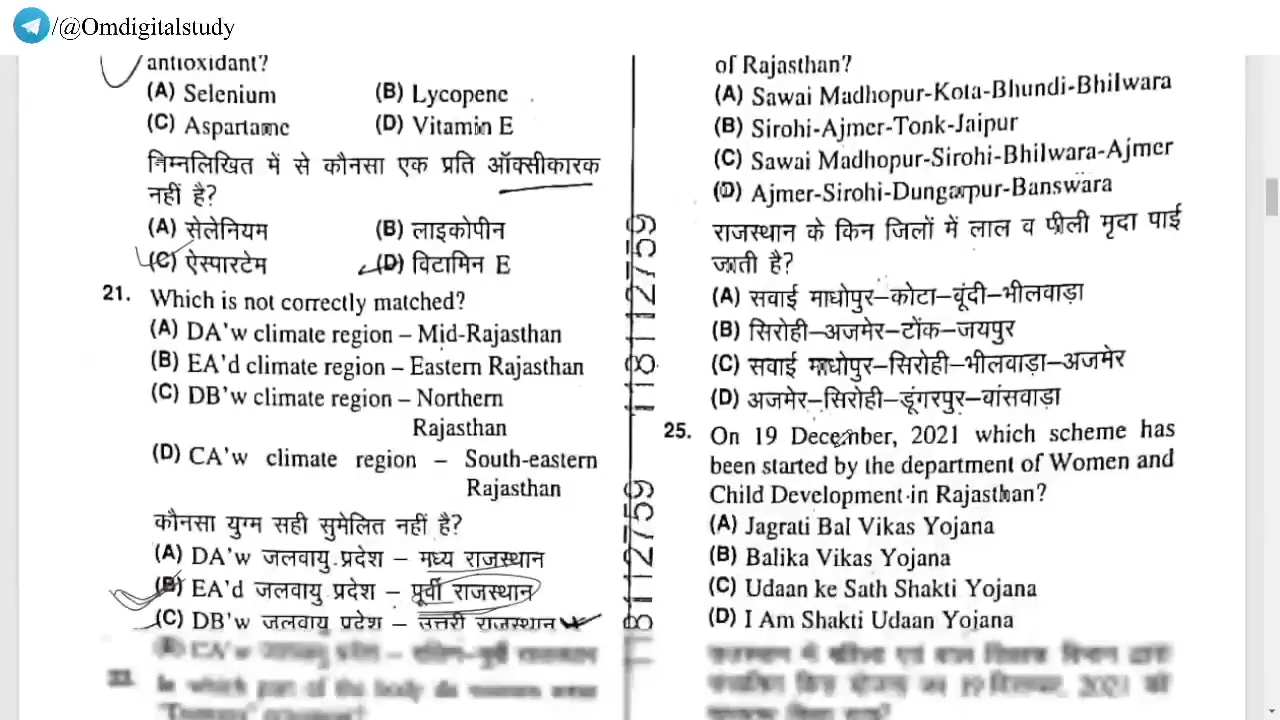 /@Omdigitalstudy
antioxidant?
(A) Selenium (B) Lycopene
(C) Aspartame (D) Vitamin E
निम्नलिखित में से कौनसा एक प्रति ऑक्सीकारक
नहीं है?
(A) सेलेनियम (B) लाइकोपीन
(C) ऐस्पारटेम (D) विटामिन E
21. Which is not correctly matched?
(A) DA'w climate region – Mid-Rajasthan
(B) EA'd climate region – Eastern Rajasthan
(C) DB'w climate region – Northern
Rajasthan
(D) CA'w climate region – South-eastern
Rajasthan
कौनसा युग्म सही सुमेलित नहीं है?
(A) DA'w जलवायु प्रदेश – मध्य राजस्थान
(B) EA'd जलवायु प्रदेश – पूर्वी राजस्थान
(C) DB'w जलवायु प्रदेश – उत्तरी राजस्थान
118112759
118112759
of Rajasthan?
(A) Sawai Madhopur-Kota-Bhundi-Bhilwara
(B) Sirohi-Ajmer-Tonk-Jaipur
(C) Sawai Madhopur-Sirohi-Bhilwara-Ajmer
(D) Ajmer-Sirohi-Dungarpur-Banswara
राजस्थान के किन जिलों में लाल व पीली मृदा पाई
जाती है?
(A) सवाई माधोपुर–कोटा–बूंदी–भीलवाड़ा
(B) सिरोही–अजमेर–टोंक–जयपुर
(C) सवाई माधोपुर–सिरोही–भीलवाड़ा–अजमेर
(D) अजमेर–सिरोही–डूंगरपुर–बांसवाड़ा
25. On 19 December, 2021 which scheme has
been started by the department of Women and
Child Development in Rajasthan?
(A) Jagrati Bal Vikas Yojana
(B) Balika Vikas Yojana
(C) Udaan ke Sath Shakti Yojana
(D) I Am Shakti Udaan Yojana